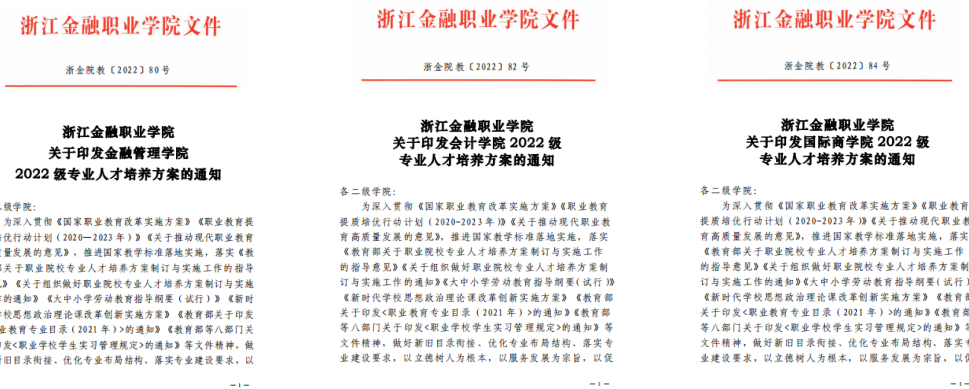 浙江金融职业学院文件
浙金院教〔2022〕80号
浙江金融职业学院
关于印发金融管理学院
2022 级专业人才培养方案的通知
级学院:
为深入贯彻《国家职业教育改革实施方案》《职业教育提
优行动计划(2020—2023年)》《关于推动现代职业教育
量发展的意见》,推进国家教学标准落地实施,落实《教
关于职业院校专业人才培养方案制订与实施工作的指导
》《关于组织做好职业院校专业人才培养方案制订与实施
的通知》《大中小学劳动教育指导纲要(试行)》《新时
校思想政治理论课改革创新实施方案》《教育部关于印发
业教育专业目录(2021年)>的通知》《教育部等八部门关
发<职业学校学生实习管理规定>的通知》等文件精神,做
旧目录衔接、优化专业布局结构、落实专业建设要求,以
-1-
浙江金融职业学院文件
浙金院教〔2022〕82号
浙江金融职业学院
关于印发会计学院 2022 级
专业人才培养方案的通知
各二级学院:
为深入贯彻《国家职业教育改革实施方案》《职业教育
提质培优行动计划(2020-2023年)》《关于推动现代职业教
育高质量发展的意见》,推进国家教学标准落地实施,落实
《教育部关于职业院校专业人才培养方案制订与实施工作
的指导意见》《关于组织做好职业院校专业人才培养方案制
订与实施工作的通知》《大中小学劳动教育指导纲要(试行)》
《新时代学校思想政治理论课改革创新实施方案》《教育部
关于印发<职业教育专业目录(2021年)>的通知》《教育部
等八部门关于印发<职业学校学生实习管理规定>的通知》等
文件精神,做好新旧目录衔接、优化专业布局结构、落实专
业建设要求,以立德树人为根本,以服务发展为宗旨,以促
-1-
浙江金融职业学院文件
浙金院教〔2022〕84号
浙江金融职业学院
关于印发国际商学院 2022 级
专业人才培养方案的通知
各二级学院:
为深入贯彻《国家职业教育改革实施方案》《职业教育
提质培优行动计划(2020-2023年)》《关于推动现代职业教
育高质量发展的意见》,推进国家教学标准落地实施,落实
《教育部关于职业院校专业人才培养方案制订与实施工作
的指导意见》《关于组织做好职业院校专业人才培养方案制
订与实施工作的通知》《大中小学劳动教育指导纲要(试行)
《新时代学校思想政治理论课改革创新实施方案》《教育部
关于印发<职业教育专业目录(2021年)>的通知》《教育部
等八部门关于印发<职业学校学生实习管理规定>的通知》等
文件精神,做好新旧目录衔接、优化专业布局结构、落实专
业建设要求,以立德树人为根本,以服务发展为宗旨,以促
-1-